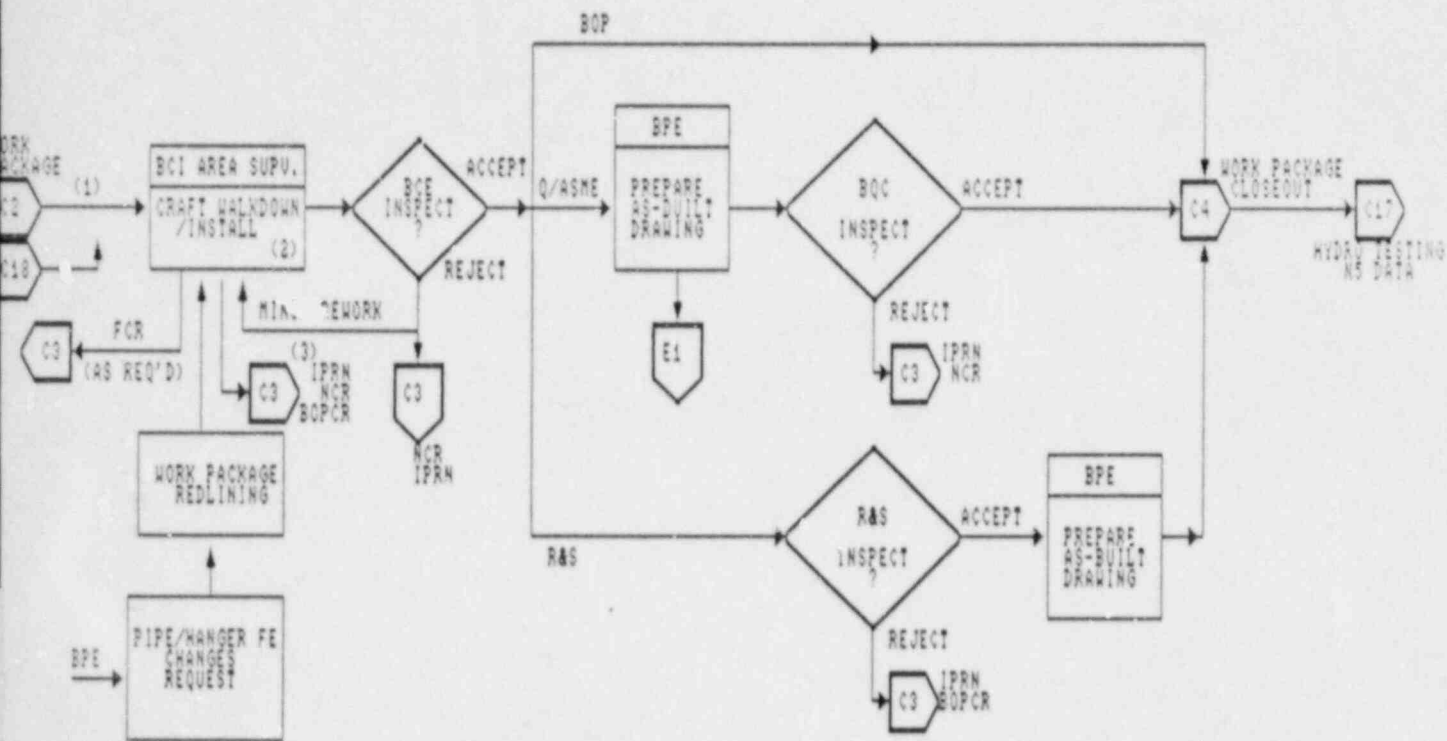 BOP
ORK
ACKAGE
(1)
C2
C18
BCI AREA SUPV.
CRAFT WALKDOWN
/INSTALL
(2)
BCE
INSPECT
?
ACCEPT
REJECT
Q/ASME
BPE
PREPARE
AS-BUILT
DRAWING
E1
BQC
INSPECT
?
ACCEPT
REJECT
C3
IPRN
NCR
C4
WORK PACKAGE
CLOSEOUT
C17
HYDRO TESTING
N5 DATA
EWORK
FCR
(AS REQ'D)
C3
(3)
C3
IPRN
NCR
BOPCR
C3
NCR
IPRN
WORK PACKAGE
REDLINING
BPE
PIPE/HANGER FE
CHANGES
REQUEST
R&S
R&S
INSPECT
?
ACCEPT
REJECT
C3
IPRN
BOPCR
BPE
PREPARE
AS-BUILT
DRAWING